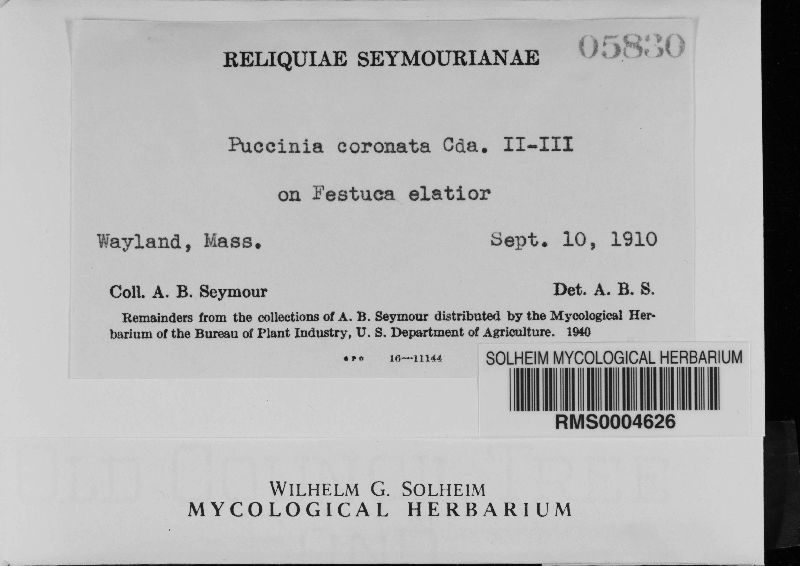 RELIQUIAE SEYMOURIANAE 05830
Puccinia coronata Cda. II-III
on Festuca elatior
Wayland, Mass. Sept. 10, 1910
Coll. A. B. Seymour Det. A. B. S.
Remainders from the collections of A. B. Seymour distributed by the Mycological Her-
barium of the Bureau of Plant Industry, U. S. Department of Agriculture. 1940
GPO 16—11144
SOLHEIM MYCOLOGICAL HERBARIUM
RMS0004626
WILHELM G. SOLHEIM
MYCOLOGICAL HERBARIUM